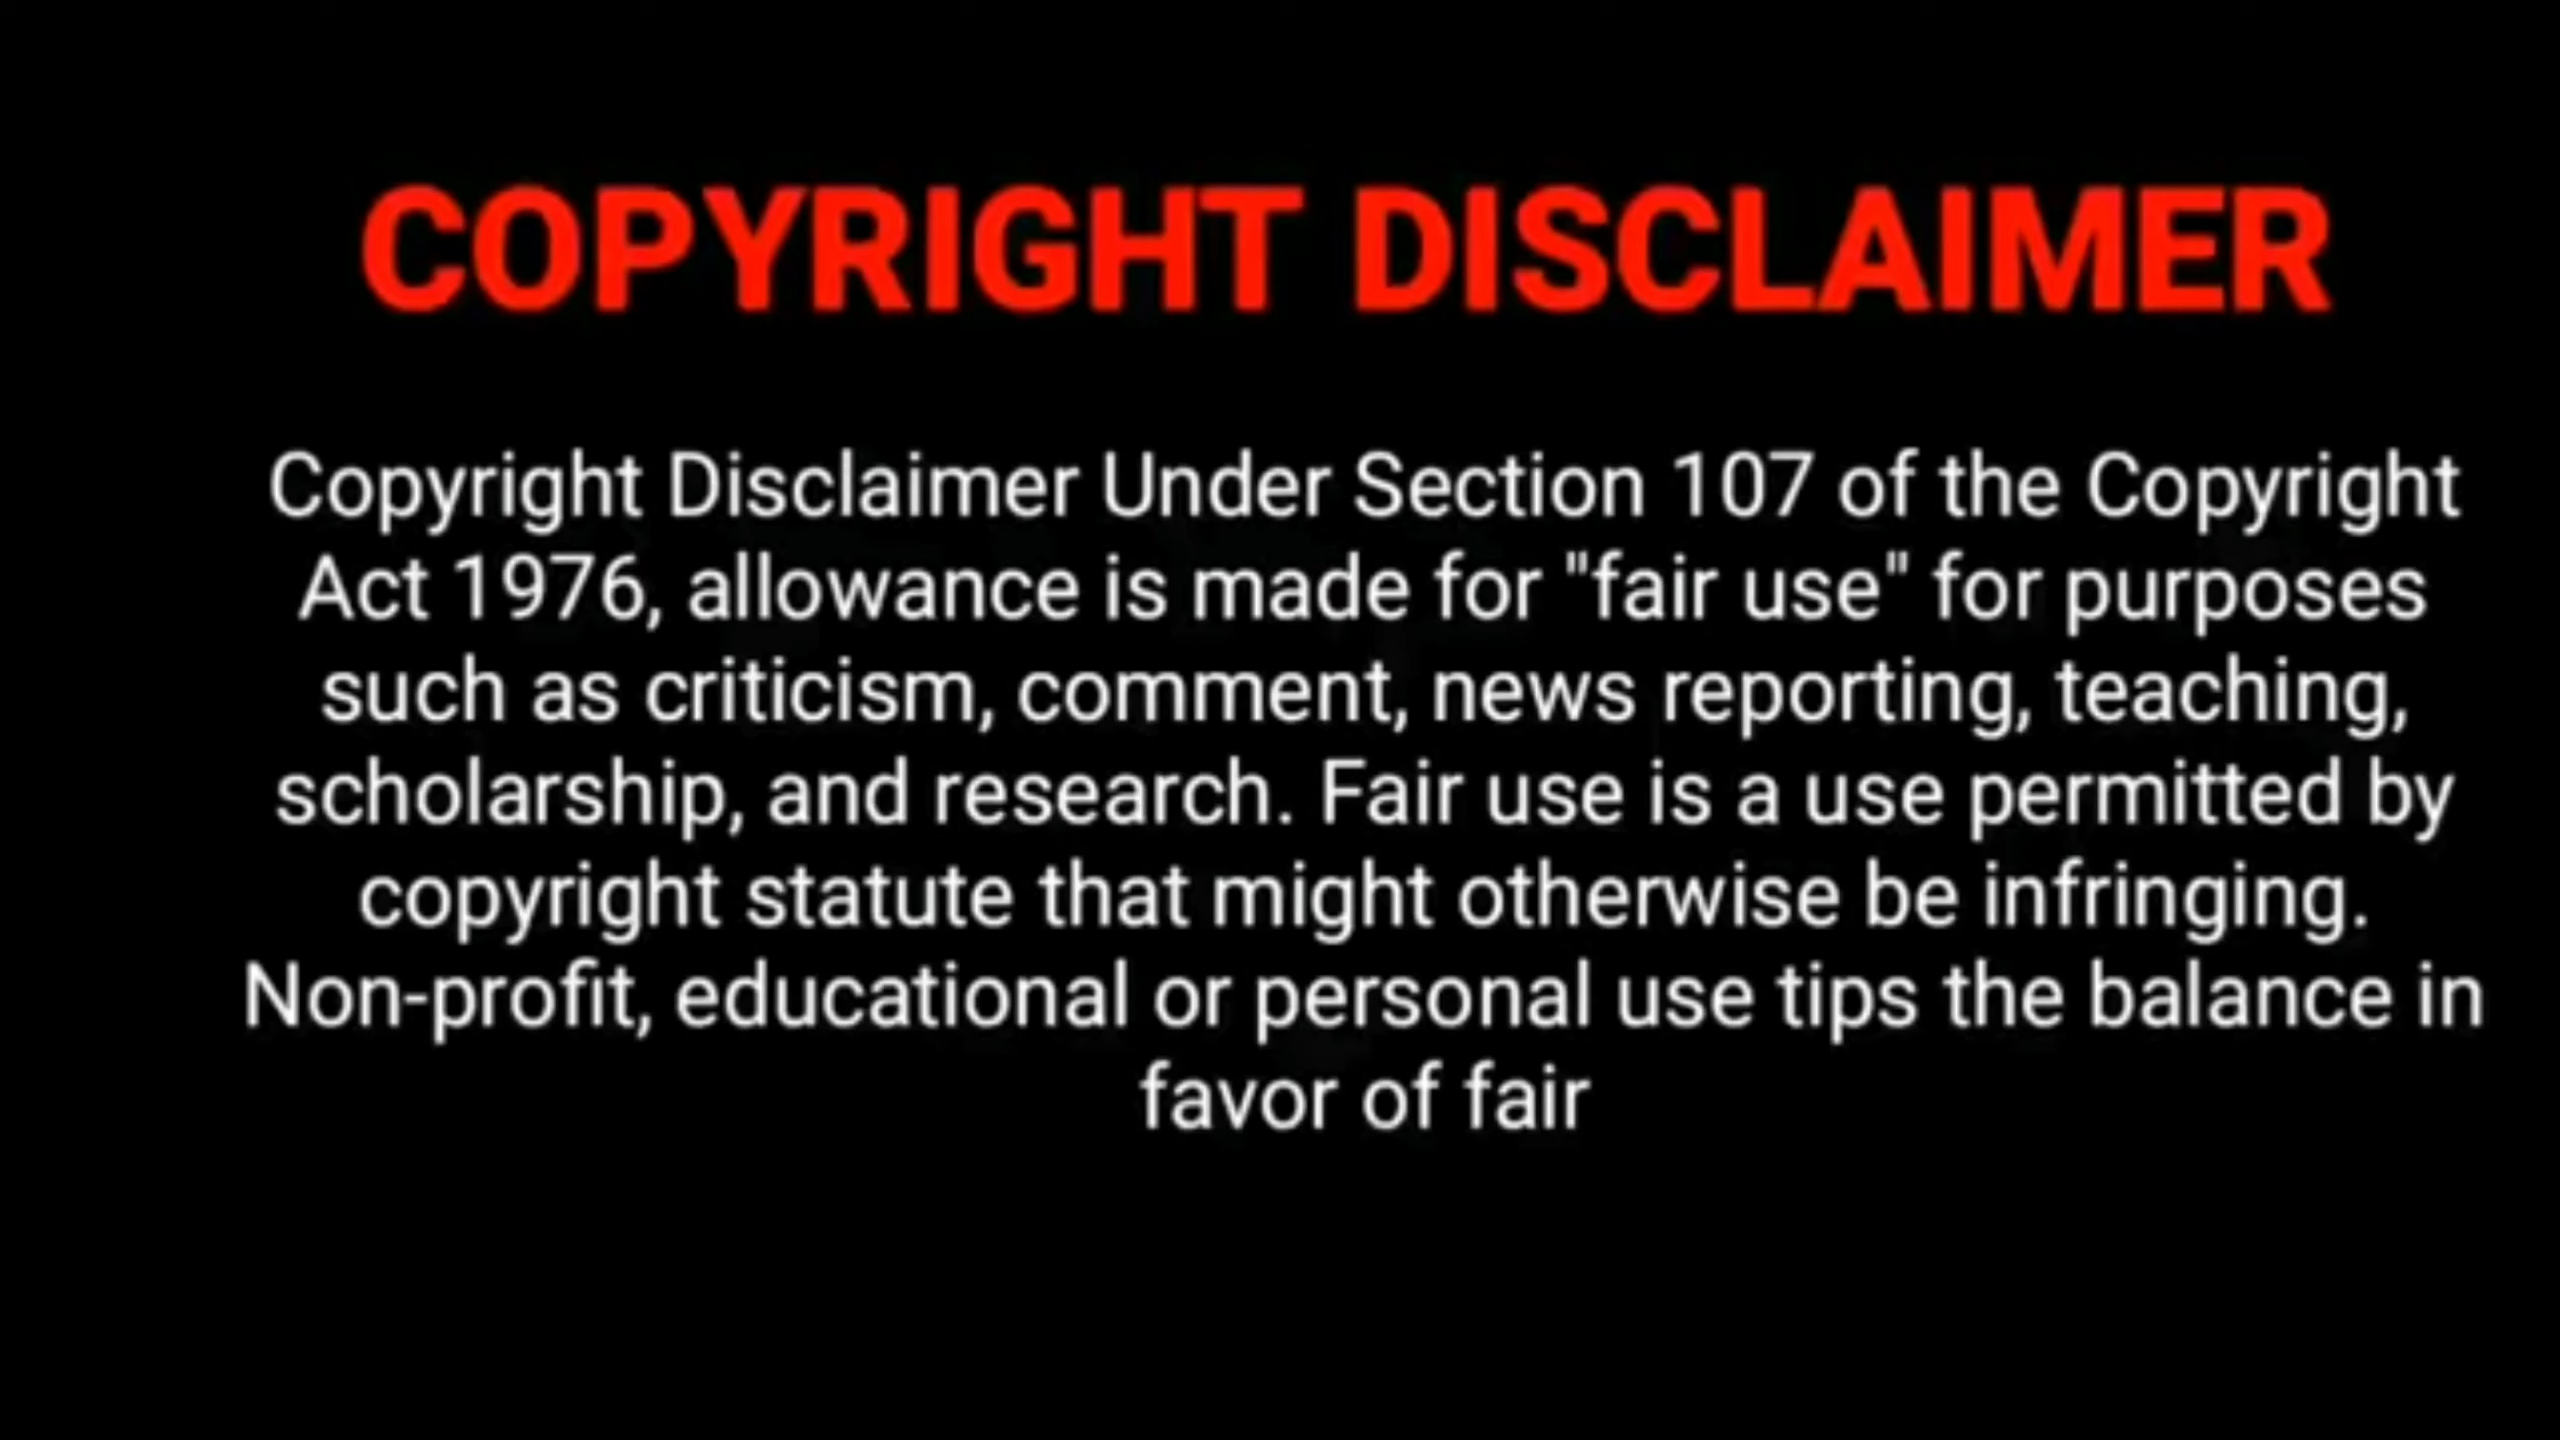 COPYRIGHT DISCLAIMER
Copyright Disclaimer Under Section 107 of the Copyright
Act 1976, allowance is made for "fair use" for purposes
such as criticism, comment, news reporting, teaching,
scholarship, and research. Fair use is a use permitted by
copyright statute that might otherwise be infringing.
Non-profit, educational or personal use tips the balance in
favor of fair